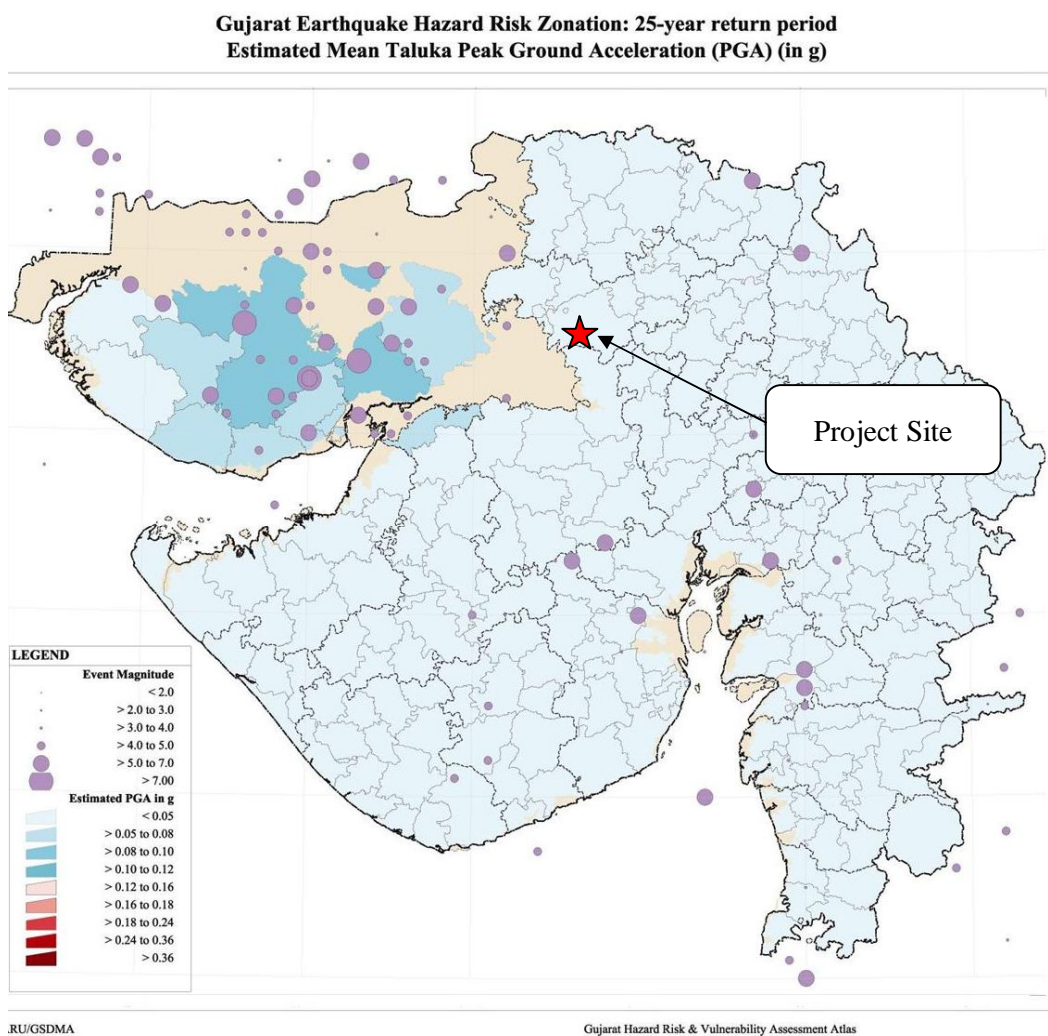 Gujarat Earthquake Hazard Risk Zonation: 25-year return period
Estimated Mean Taluka Peak Ground Acceleration (PGA) (in g)
Project Site
LEGEND
Event Magnitude
< 2.0
> 2.0 to 3.0
> 3.0 to 4.0
> 4.0 to 5.0
> 5.0 to 7.0
> 7.00
Estimated PGA in g
< 0.05
> 0.05 to 0.08
> 0.08 to 0.10
> 0.10 to 0.12
> 0.12 to 0.16
> 0.16 to 0.18
> 0.18 to 0.24
> 0.24 to 0.36
> 0.36
.RU/GSDMA
Gujarat Hazard Risk & Vulnerability Assessment Atlas